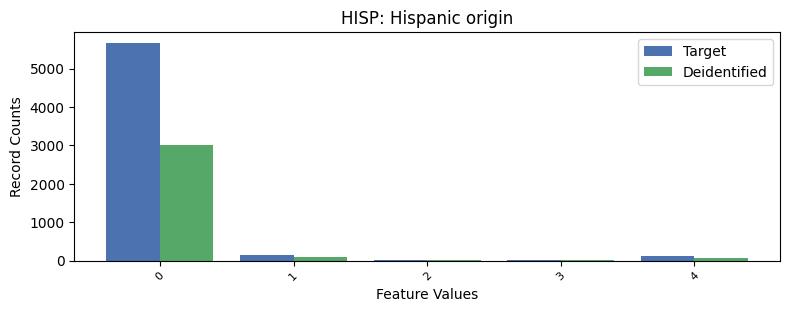 HISP: Hispanic origin
Target
Deidentified
Record Counts
5000
4000
3000
2000
1000
0
0 1 2 3 4
Feature Values